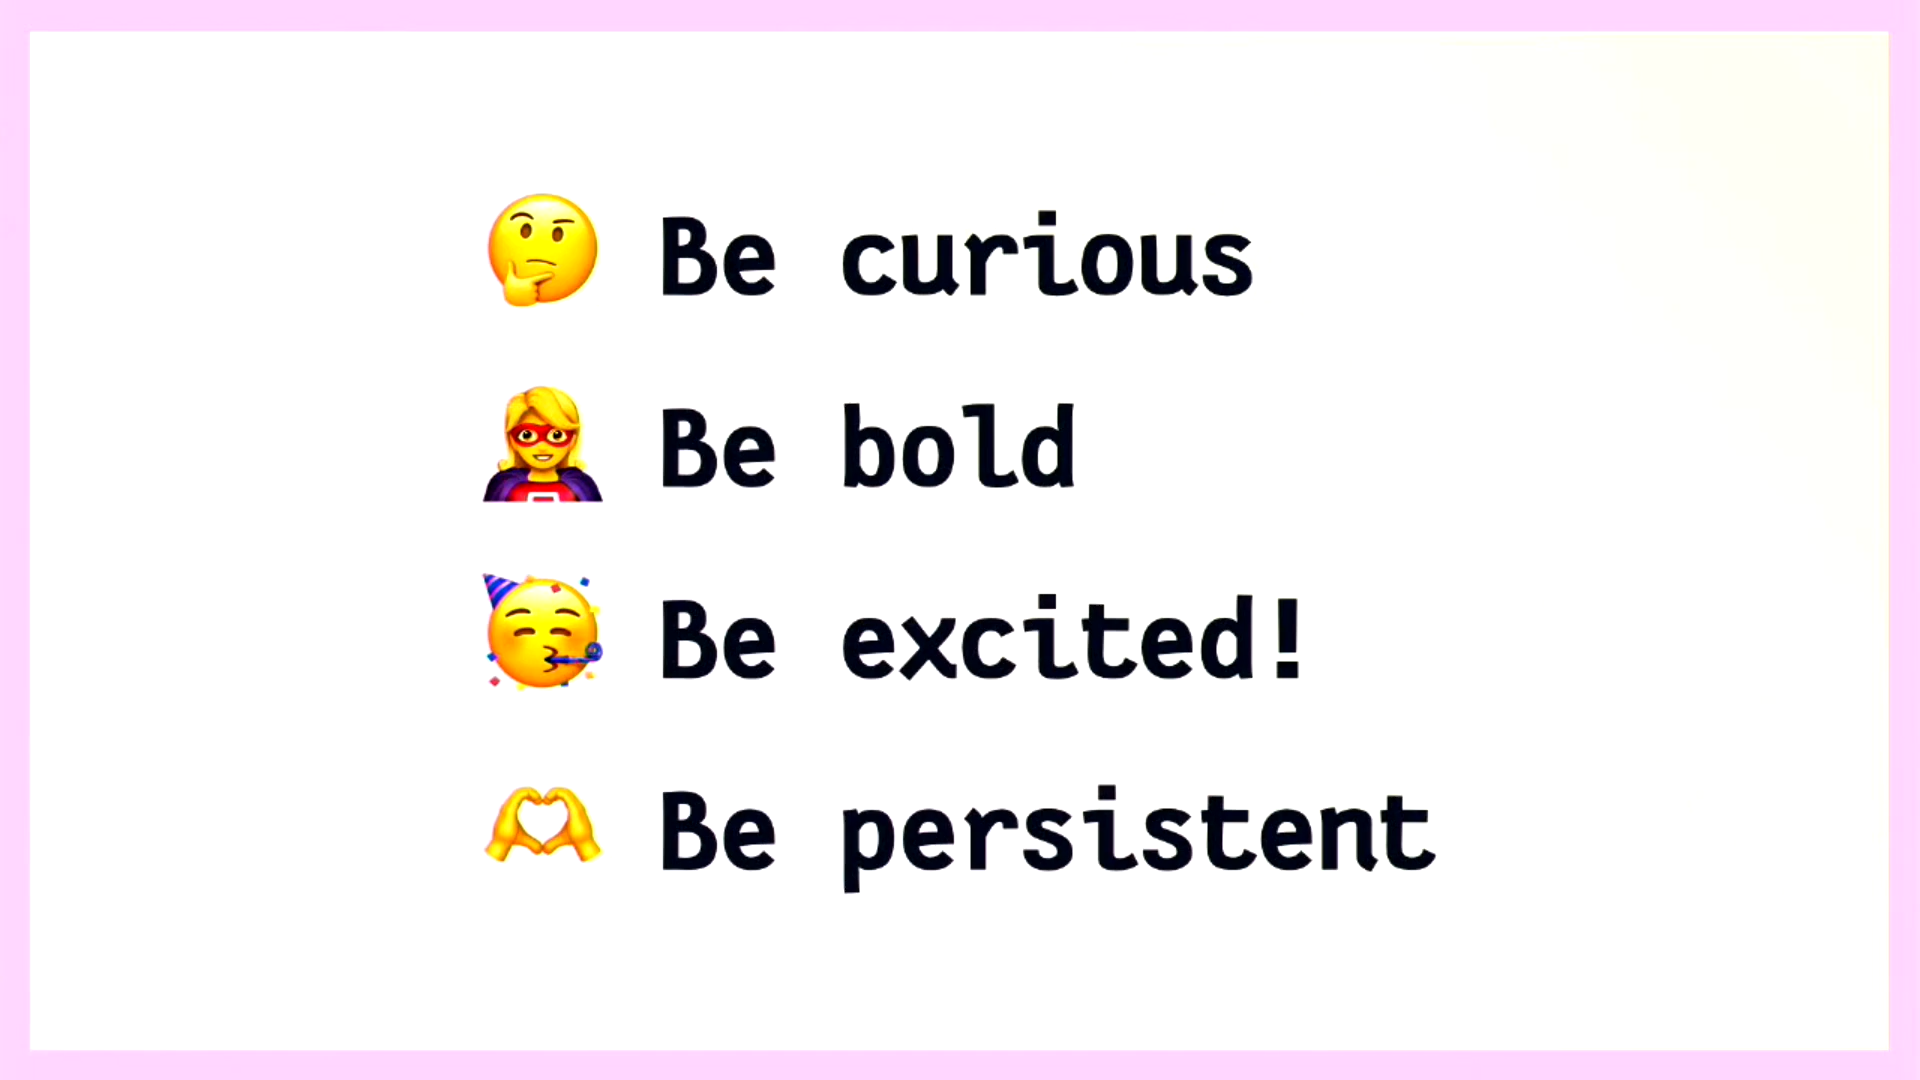 🤔 Be curious
🦸‍♀️ Be bold
🥳 Be excited!
🫶 Be persistent